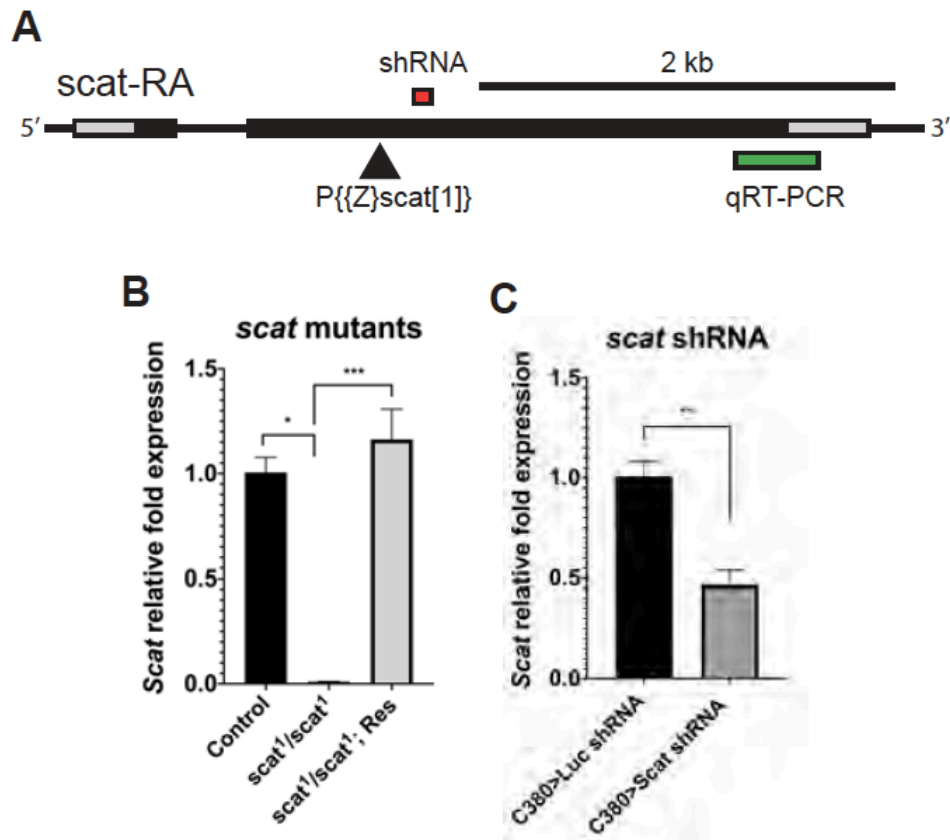 A
scat-RA
shRNA
2 kb
5′
3′
P{{Z}scat[1]}
qRT-PCR
B
scat mutants
Scat relative fold expression
1.5
1.0
0.5
0.0
*
***
Control
scat¹/scat¹
scat¹/scat¹; Res
C
scat shRNA
Scat relative fold expression
1.5
1.0
0.5
0.0
C380>Luc shRNA
C380>Scat shRNA